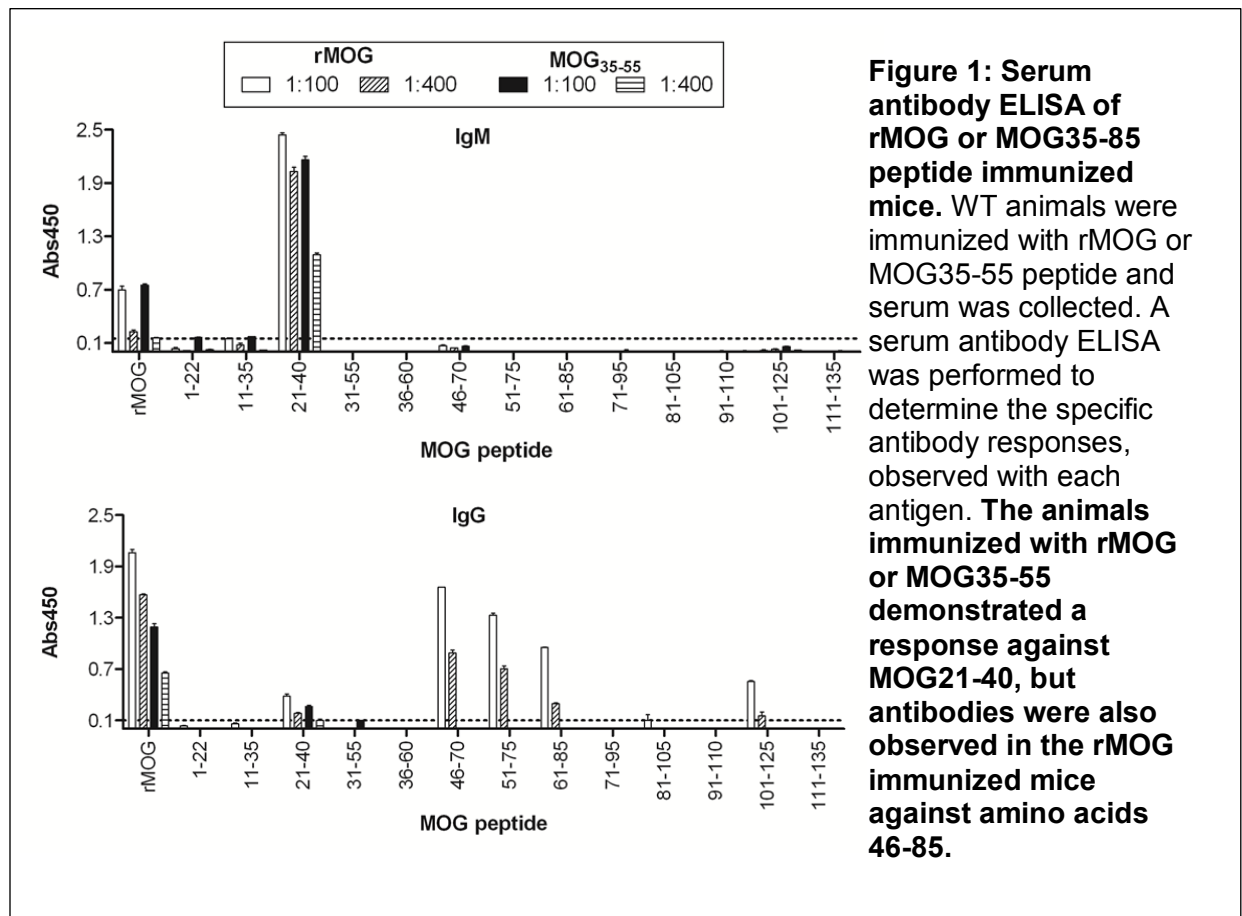 rMOG MOG35-55
1:100 1:400 1:100 1:400
IgM
2.5
1.9
1.3
0.7
0.1
Abs450
rMOG 1-22 11-35 21-40 31-55 36-60 46-70 51-75 61-85 71-95 81-105 91-110 101-125 111-135
MOG peptide
IgG
2.5
1.9
1.3
0.7
0.1
Abs450
rMOG 1-22 11-35 21-40 31-55 36-60 46-70 51-75 61-85 71-95 81-105 91-110 101-125 111-135
MOG peptide
Figure 1: Serum
antibody ELISA of
rMOG or MOG35-85
peptide immunized
mice. WT animals were
immunized with rMOG or
MOG35-55 peptide and
serum was collected. A
serum antibody ELISA
was performed to
determine the specific
antibody responses,
observed with each
antigen. The animals
immunized with rMOG
or MOG35-55
demonstrated a
response against
MOG21-40, but
antibodies were also
observed in the rMOG
immunized mice
against amino acids
46-85.